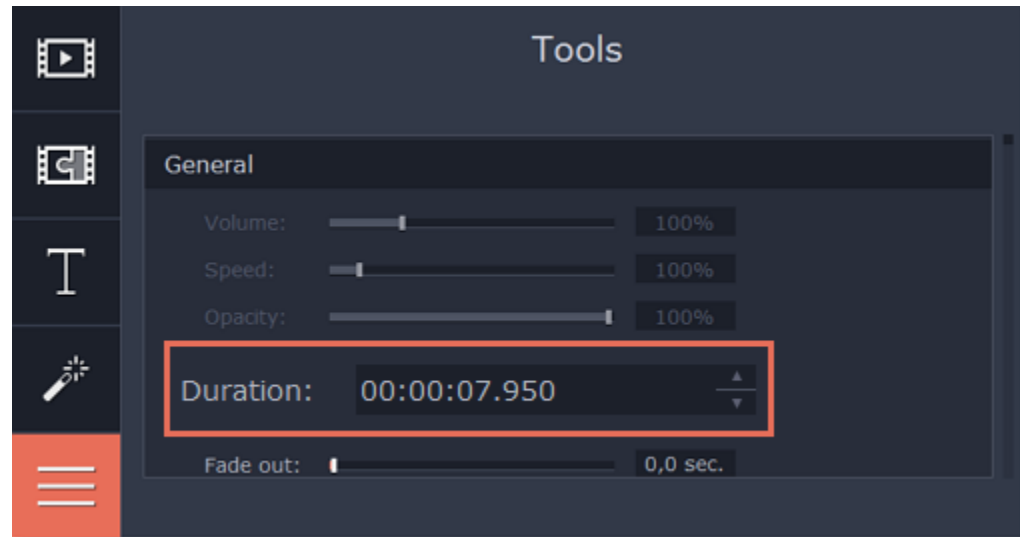 Tools
General
Volume: 100%
Speed: 100%
Opacity: 100%
T
Duration: 00:00:07.950
Fade out: 0,0 sec.